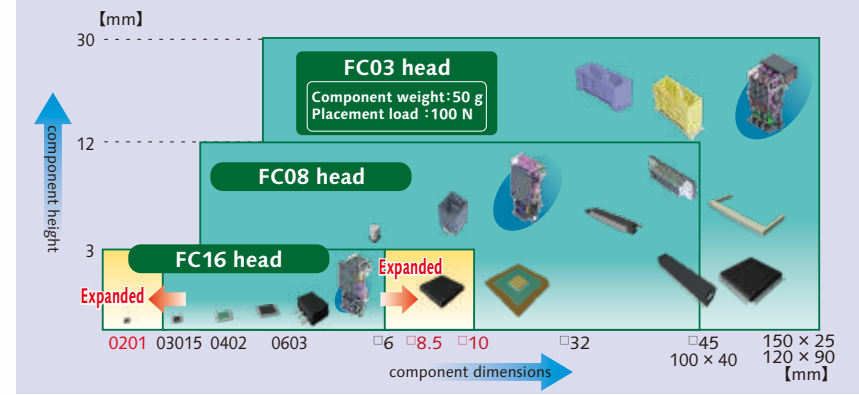 【mm】
30
FC03 head
Component weight:50 g
Placement load :100 N
12
component height
FC08 head
3
FC16 head
Expanded
Expanded
0201 03015 0402 0603 □6 □8.5 □10 □32 □45 150 × 25
100 × 40 120 × 90
component dimensions
【mm】